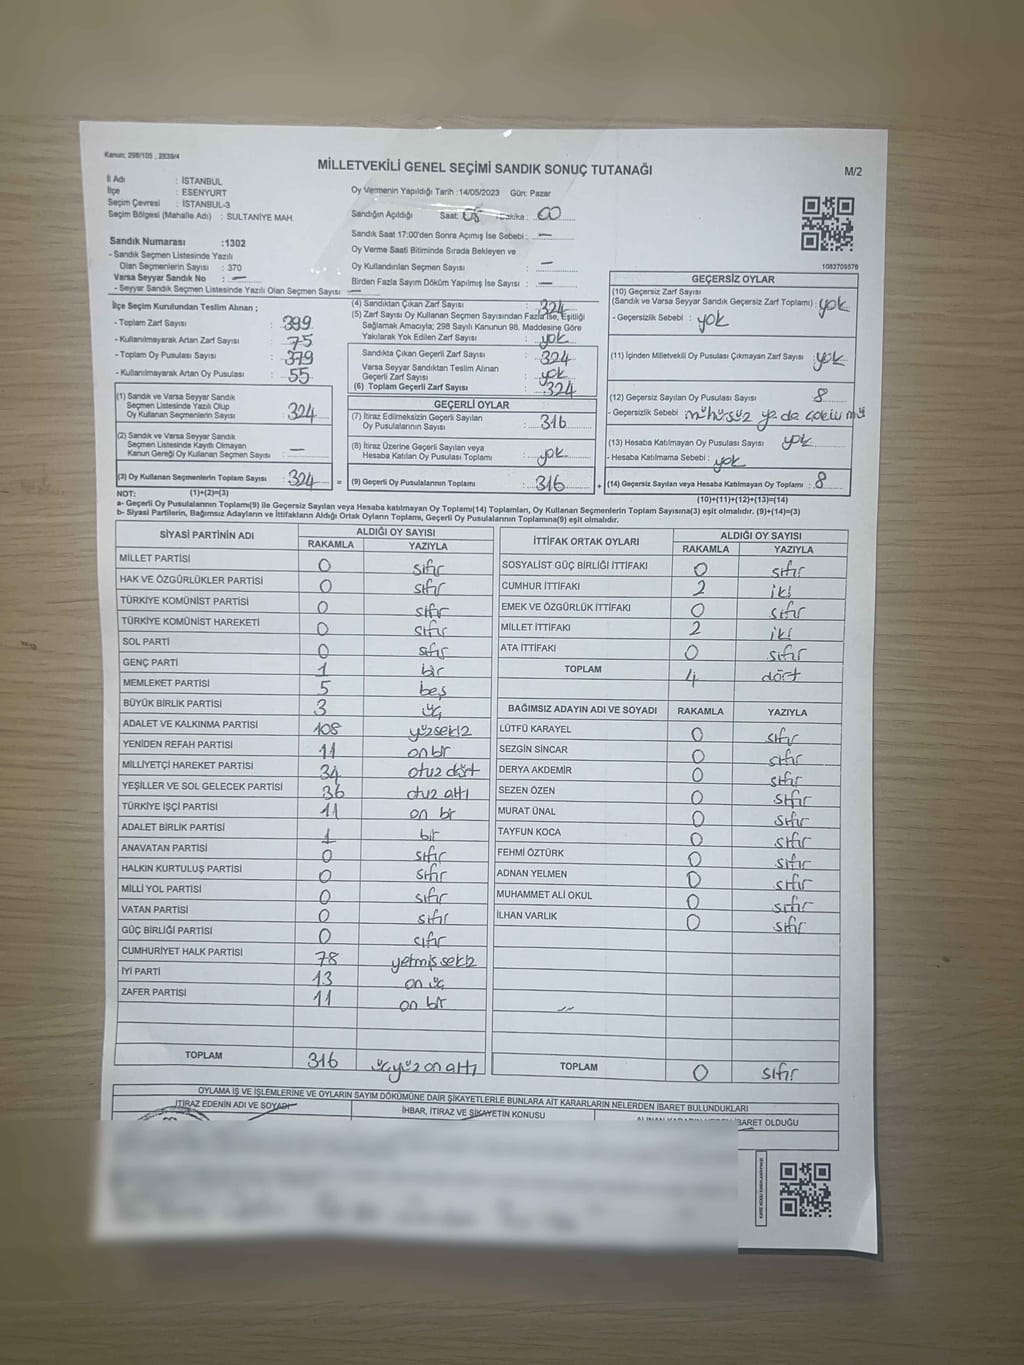 Kanun; 298/105 , 2839/4
MİLLETVEKİLİ GENEL SEÇİMİ SANDIK SONUÇ TUTANAĞI
M/2
İl Adı : İSTANBUL
İlçe : ESENYURT
Seçim Çevresi : İSTANBUL-3
Seçim Bölgesi (Mahalle Adı) : SULTANİYE MAH.
Oy Vermenin Yapıldığı Tarih :14/05/2023 Gün: Pazar
Sandığın Açıldığı Saat: Dakika : 00
Sandık Saat 17:00'den Sonra Açımış İse Sebebi : —
Oy Verme Saati Bitiminde Sırada Bekleyen ve
Oy Kullandırılan Seçmen Sayısı : —
Birden Fazla Sayım Döküm Yapılmış İse Sayısı : —
1083709576
Sandık Numarası :1302
- Sandık Seçmen Listesinde Yazılı
Olan Seçmenlerin Sayısı : 370
Varsa Seyyar Sandık No : —
- Seyyar Sandık Seçmen Listesinde Yazılı Olan Seçmen Sayısı : —
İlçe Seçim Kurulundan Teslim Alınan ;
- Toplam Zarf Sayısı : 399
- Kullanılmayarak Artan Zarf Sayısı : 75
- Toplam Oy Pusulası Sayısı : 379
- Kullanılmayarak Artan Oy Pusulası : 55
(1) Sandık ve Varsa Seyyar Sandık
Seçmen Listesinde Yazılı Olup
Oy Kullanan Seçmenlerin Sayısı : 324
(2) Sandık ve Varsa Seyyar Sandık
Seçmen Listesinde Kayıtlı Olmayan
Kanun Gereği Oy Kullanan Seçmen Sayısı : —
(3) Oy Kullanan Seçmenlerin Toplam Sayısı : 324 =
(4) Sandıktan Çıkan Zarf Sayısı : 324
(5) Zarf Sayısı Oy Kullanan Seçmen Sayısından Fazla İse, Eşitliği
Sağlamak Amacıyla; 298 Sayılı Kanunun 98. Maddesine Göre
Yakılarak Yok Edilen Zarf Sayısı : yok
Sandıkta Çıkan Geçerli Zarf Sayısı : 324
Varsa Seyyar Sandıktan Teslim Alınan
Geçerli Zarf Sayısı : yok
(6) Toplam Geçerli Zarf Sayısı : 324
GEÇERLİ OYLAR
(7) İtiraz Edilmeksizin Geçerli Sayılan
Oy Pusulalarının Sayısı : 316
(8) İtiraz Üzerine Geçerli Sayılan veya
Hesaba Katılan Oy Pusulası Toplamı : yok
(9) Geçerli Oy Pusulalarının Toplamı : 316 +
GEÇERSİZ OYLAR
(10) Geçersiz Zarf Sayısı
(Sandık ve Varsa Seyyar Sandık Geçersiz Zarf Toplamı) : yok
- Geçersizlik Sebebi : yok
(11) İçinden Milletvekili Oy Pusulası Çıkmayan Zarf Sayısı : yok
(12) Geçersiz Sayılan Oy Pusulası Sayısı : 8
- Geçersizlik Sebebi : mühüsüz ya da
(13) Hesaba Katılmayan Oy Pusulası Sayısı : yok
- Hesaba Katılmama Sebebi : yok
(14) Geçersiz Sayılan veya Hesaba Katılmayan Oy Toplamı : 8
NOT: (1)+(2)=(3)
(10)+(11)+(12)+(13)=(14)
a- Geçerli Oy Pusulalarının Toplamı(9) ile Geçersiz Sayılan veya Hesap katılmayan Oy Toplamı(14) Toplamları, Oy Kullanan Seçmenlerin Toplam Sayısına(3) eşit olmalıdır. (9)+(14)=(3)
b- Siyasi Partilerin, Bağımsız Adayların ve İttifakların Aldığı Ortak Oyların Toplamı, Geçerli Oy Pusulalarının Toplamına(9) eşit olmalıdır.
SİYASİ PARTİNİN ADI ALDIĞI OY SAYISI
RAKAMLA YAZIYLA
MİLLET PARTİSİ 0 sıfır
HAK VE ÖZGÜRLÜKLER PARTİSİ 0 sıfır
TÜRKİYE KOMÜNİST PARTİSİ 0 sıfır
TÜRKİYE KOMÜNİST HAREKETİ 0 sıfır
SOL PARTİ 0 sıfır
GENÇ PARTİ 1 bir
MEMLEKET PARTİSİ 5 beş
BÜYÜK BİRLİK PARTİSİ 3 üç
ADALET VE KALKINMA PARTİSİ 108 yüzsekiz
YENİDEN REFAH PARTİSİ 11 on bir
MİLLİYETÇİ HAREKET PARTİSİ 34 otuz dört
YEŞİLLER VE SOL GELECEK PARTİSİ 36 otuz altı
TÜRKİYE İŞÇİ PARTİSİ 11 on bir
ADALET BİRLİK PARTİSİ 1 bir
ANAVATAN PARTİSİ 0 sıfır
HALKIN KURTULUŞ PARTİSİ 0 sıfır
MİLLİ YOL PARTİSİ 0 sıfır
VATAN PARTİSİ 0 sıfır
GÜÇ BİRLİĞİ PARTİSİ 0 sıfır
CUMHURİYET HALK PARTİSİ 78 yetmiş sekiz
İYİ PARTİ 13 on üç
ZAFER PARTİSİ 11 on bir
TOPLAM 316 üçyüz on altı
İTTİFAK ORTAK OYLARI ALDIĞI OY SAYISI
RAKAMLA YAZIYLA
SOSYALİST GÜÇ BİRLİĞİ İTTİFAKI 0 sıfır
CUMHUR İTTİFAKI 2 iki
EMEK VE ÖZGÜRLÜK İTTİFAKI 0 sıfır
MİLLET İTTİFAKI 2 iki
ATA İTTİFAKI 0 sıfır
TOPLAM 4 dört
BAĞIMSIZ ADAYIN ADI VE SOYADI RAKAMLA YAZIYLA
LÜTFÜ KARAYEL 0 sıfır
SEZGİN SİNCAR 0 sıfır
DERYA AKDEMİR 0 sıfır
SEZEN ÖZEN 0 sıfır
MURAT ÜNAL 0 sıfır
TAYFUN KOCA 0 sıfır
FEHMİ ÖZTÜRK 0 sıfır
ADNAN YELMEN 0 sıfır
MUHAMMET ALİ OKUL 0 sıfır
İLHAN VARLIK 0 sıfır
TOPLAM 0 sıfır
OYLAMA İŞ VE İŞLEMLERİNE VE OYLARIN SAYIM DÖKÜMÜNE DAİR ŞİKAYETLERLE BUNLARA AİT KARARLARIN NELERDEN İBARET BULUNDUKLARI
İTİRAZ EDENİN ADI VE SOYADI
İHBAR, İTİRAZ VE ŞİKAYETİN KONUSU
İBARET OLDUĞU